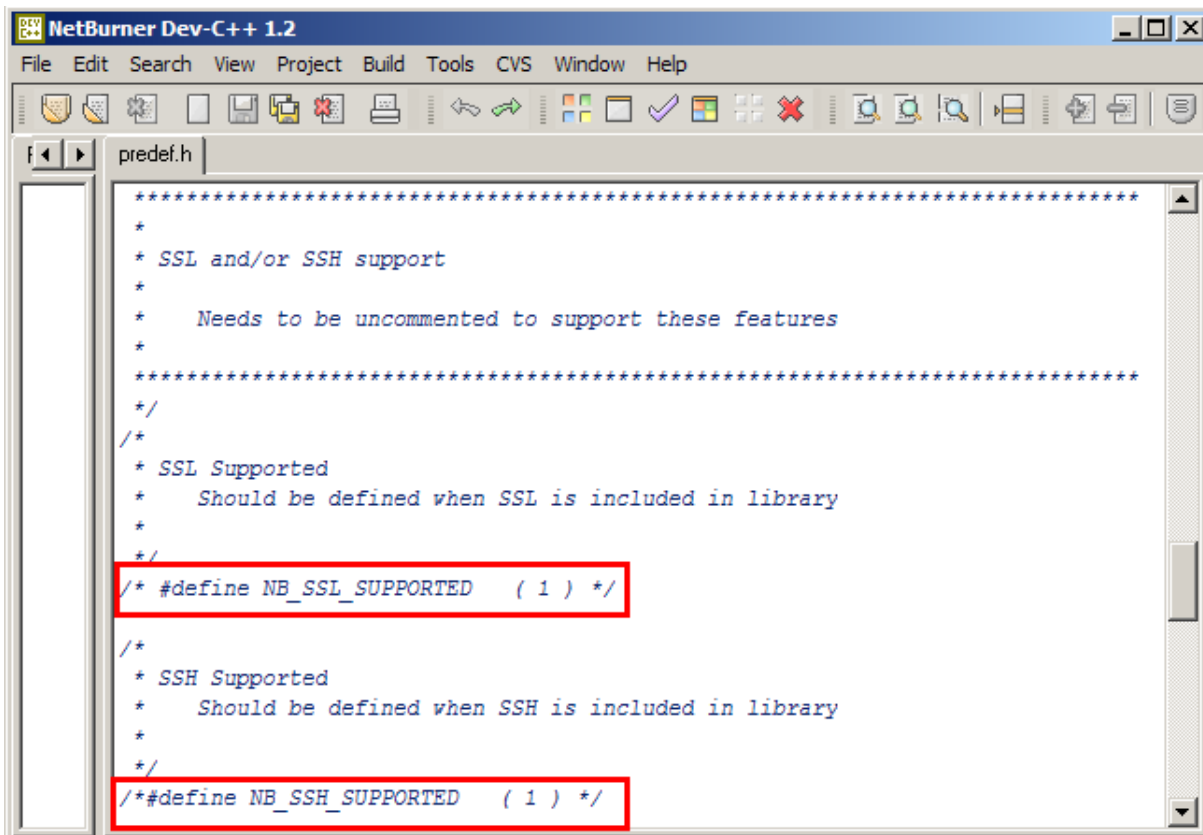 NetBurner Dev-C++ 1.2
File Edit Search View Project Build Tools CVS Window Help
predef.h
*****************************************************************************
*
* SSL and/or SSH support
*
*    Needs to be uncommented to support these features
*
*****************************************************************************
*/
/*
* SSL Supported
*    Should be defined when SSL is included in library
*
*/
/* #define NB_SSL_SUPPORTED   ( 1 ) */
/*
* SSH Supported
*    Should be defined when SSH is included in library
*
*/
/*#define NB_SSH_SUPPORTED   ( 1 ) */